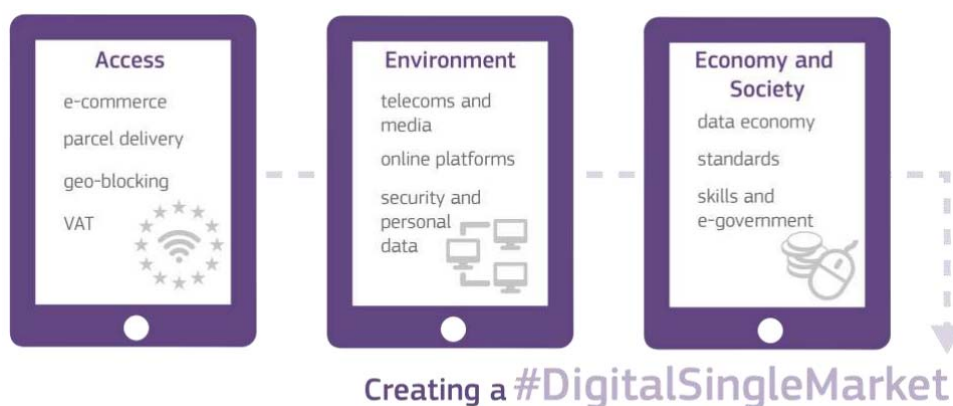 Access
e-commerce
parcel delivery
geo-blocking
VAT
Environment
telecoms and
media
online platforms
security and
personal
data
Economy and
Society
data economy
standards
skills and
e-government
Creating a #DigitalSingleMarket